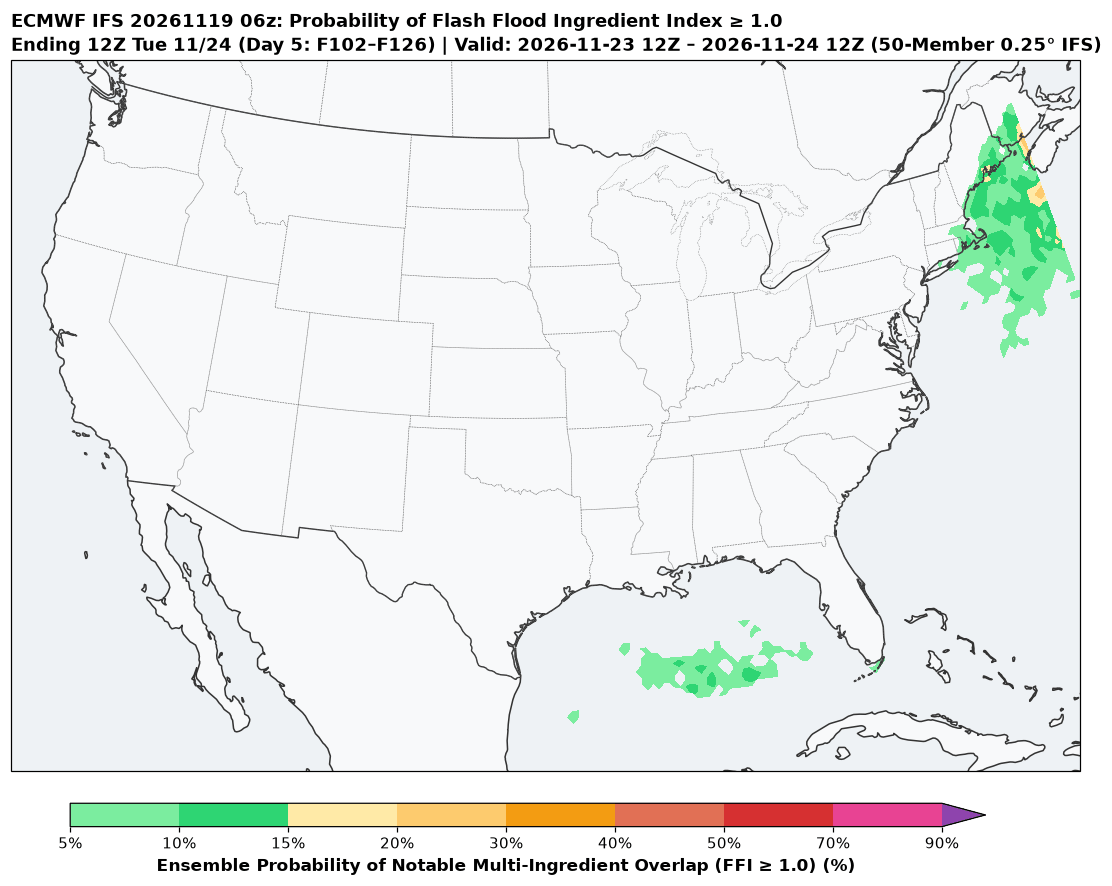 ECMWF IFS 20261119 06z: Probability of Flash Flood Ingredient Index ≥ 1.0
Ending 12Z Tue 11/24 (Day 5: F102–F126) | Valid: 2026-11-23 12Z – 2026-11-24 12Z (50-Member 0.25° IFS)
5% 10% 15% 20% 30% 40% 50% 70% 90%
Ensemble Probability of Notable Multi-Ingredient Overlap (FFI ≥ 1.0) (%)